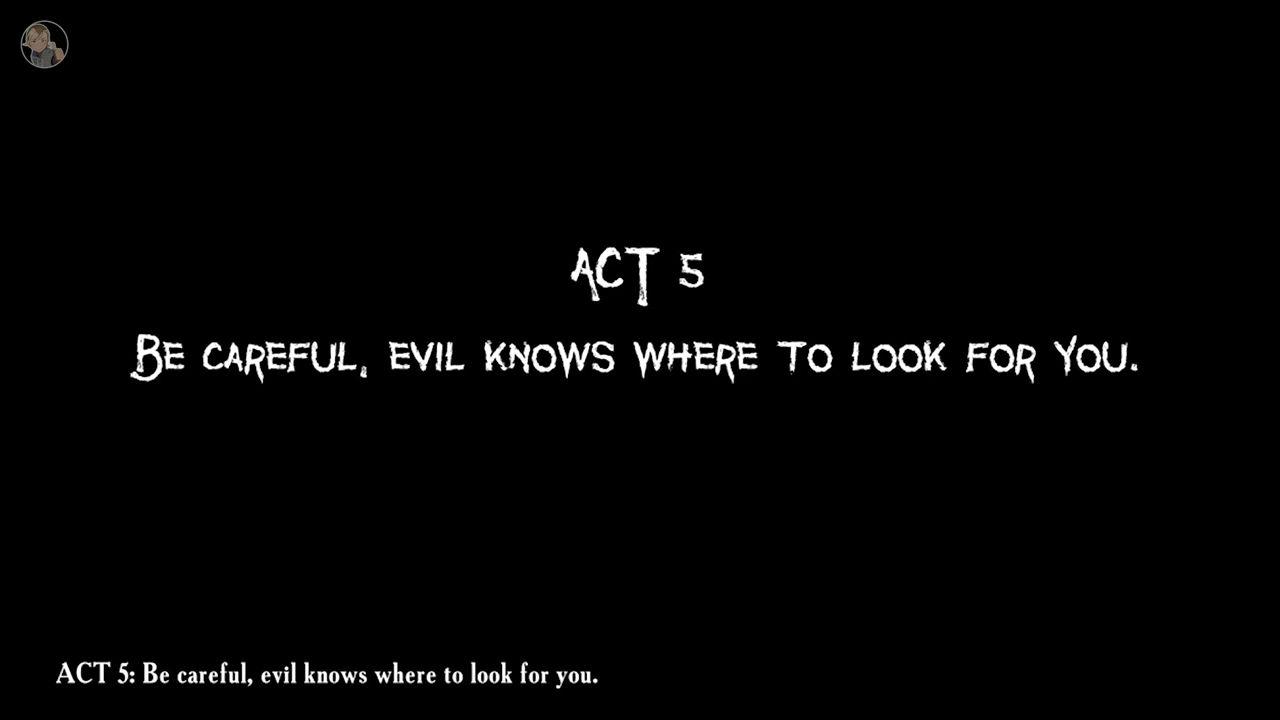 ACT 5
BE CAREFUL, EVIL KNOWS WHERE TO LOOK FOR YOU.
ACT 5: Be careful, evil knows where to look for you.